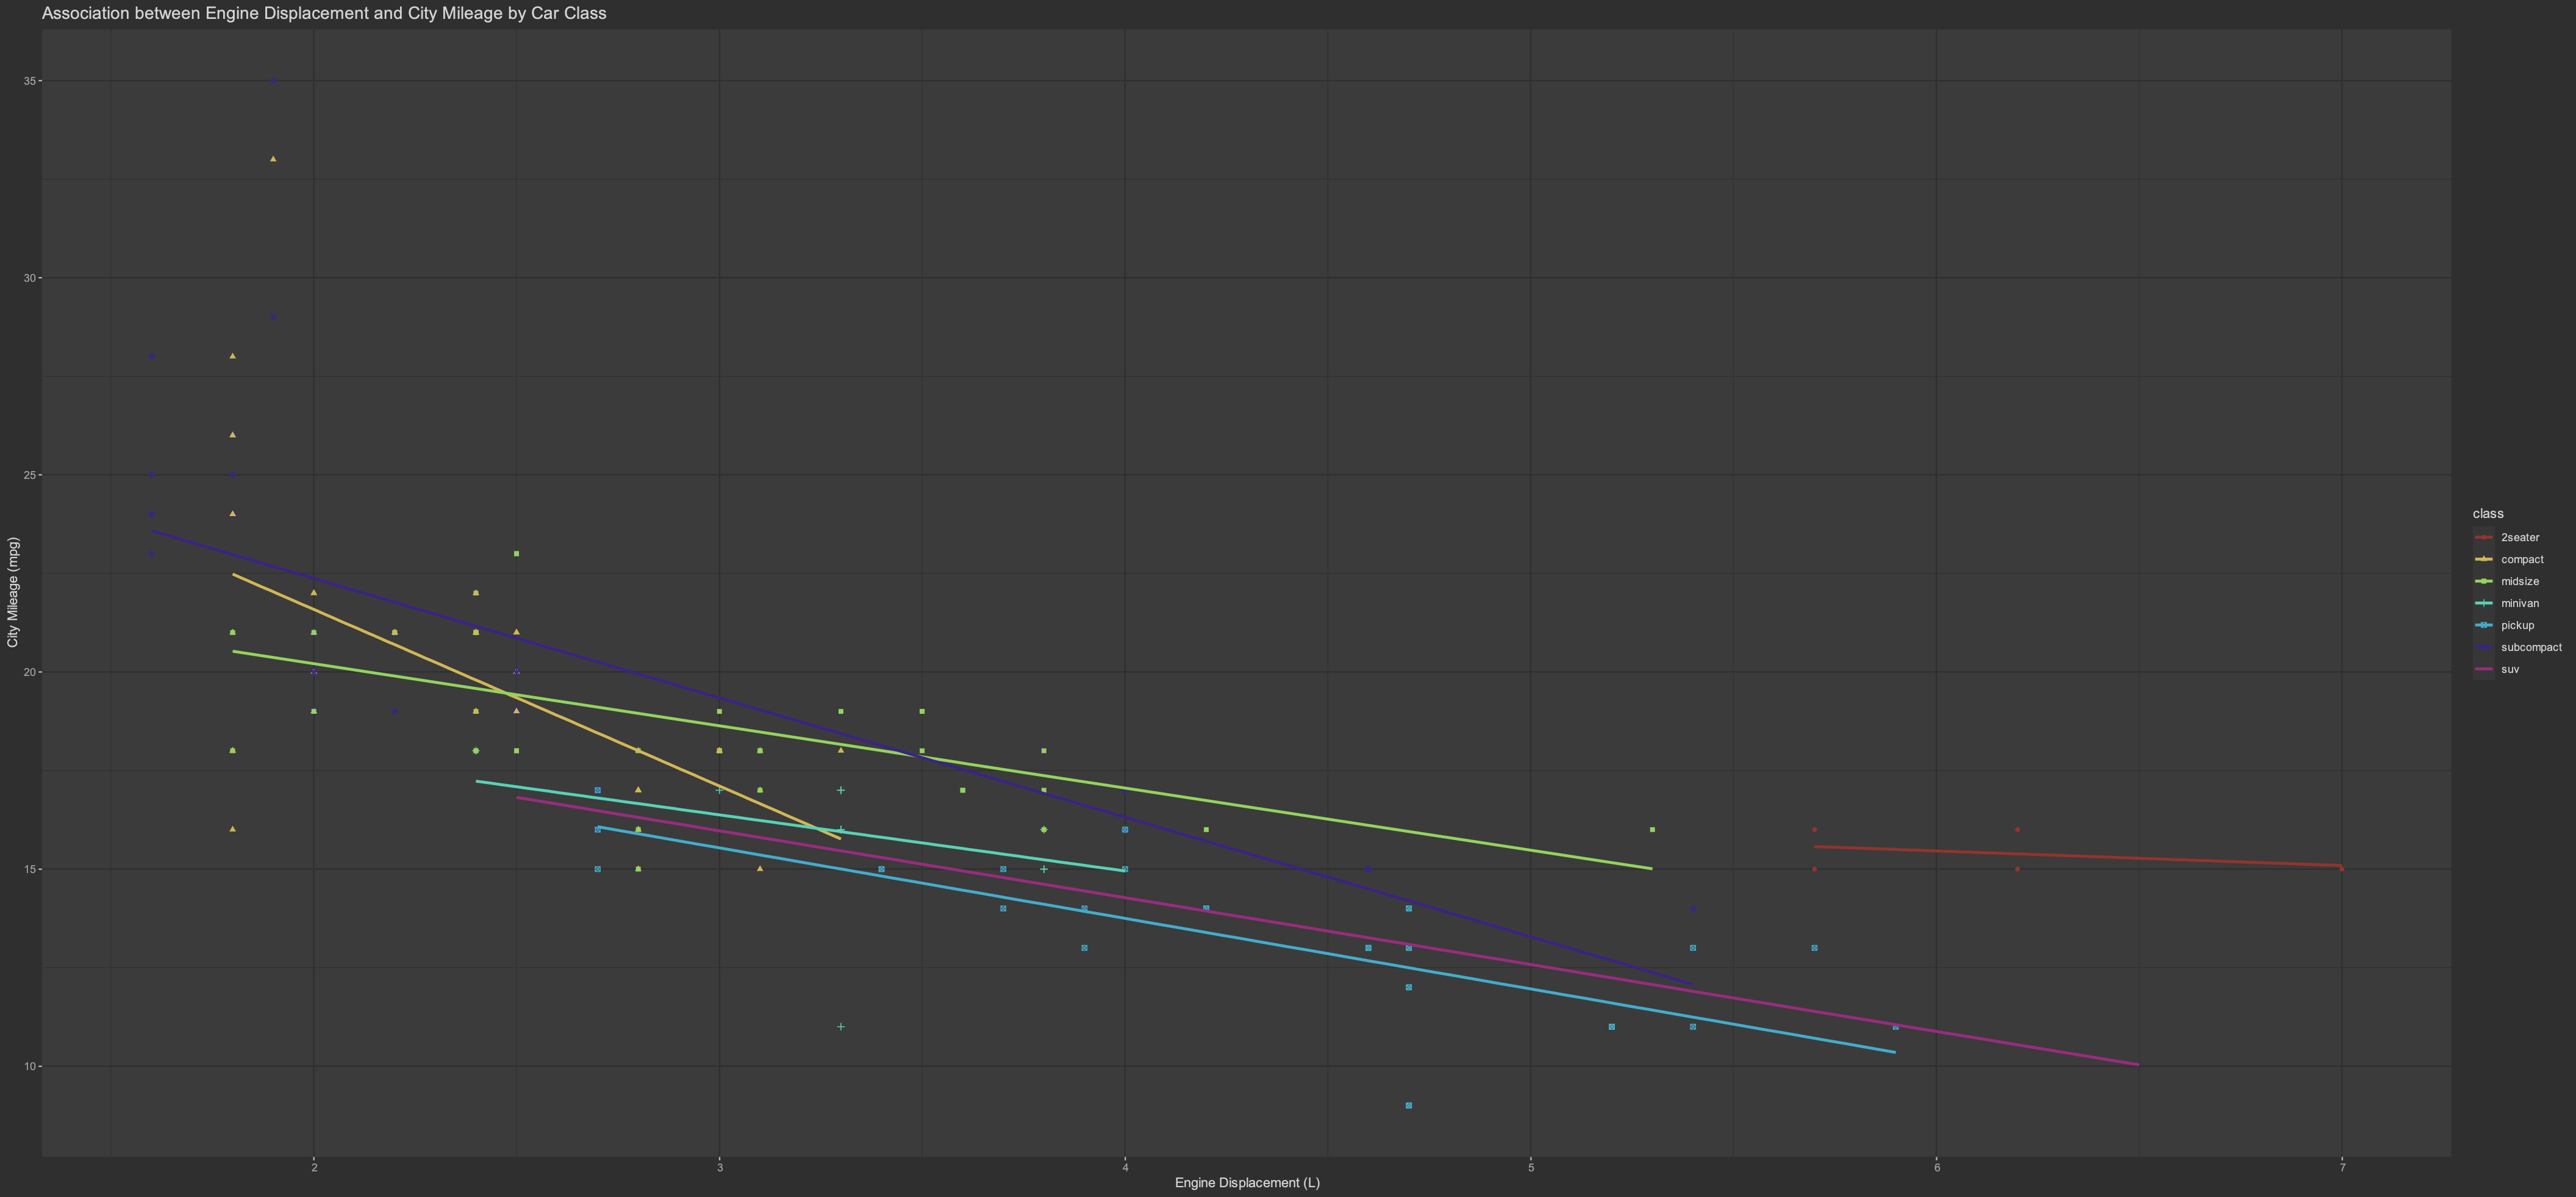 Association between Engine Displacement and City Mileage by Car Class
35
30
25
20
15
10
City Mileage (mpg)
2
3
4
5
6
7
Engine Displacement (L)
class
2seater
compact
midsize
minivan
pickup
subcompact
suv